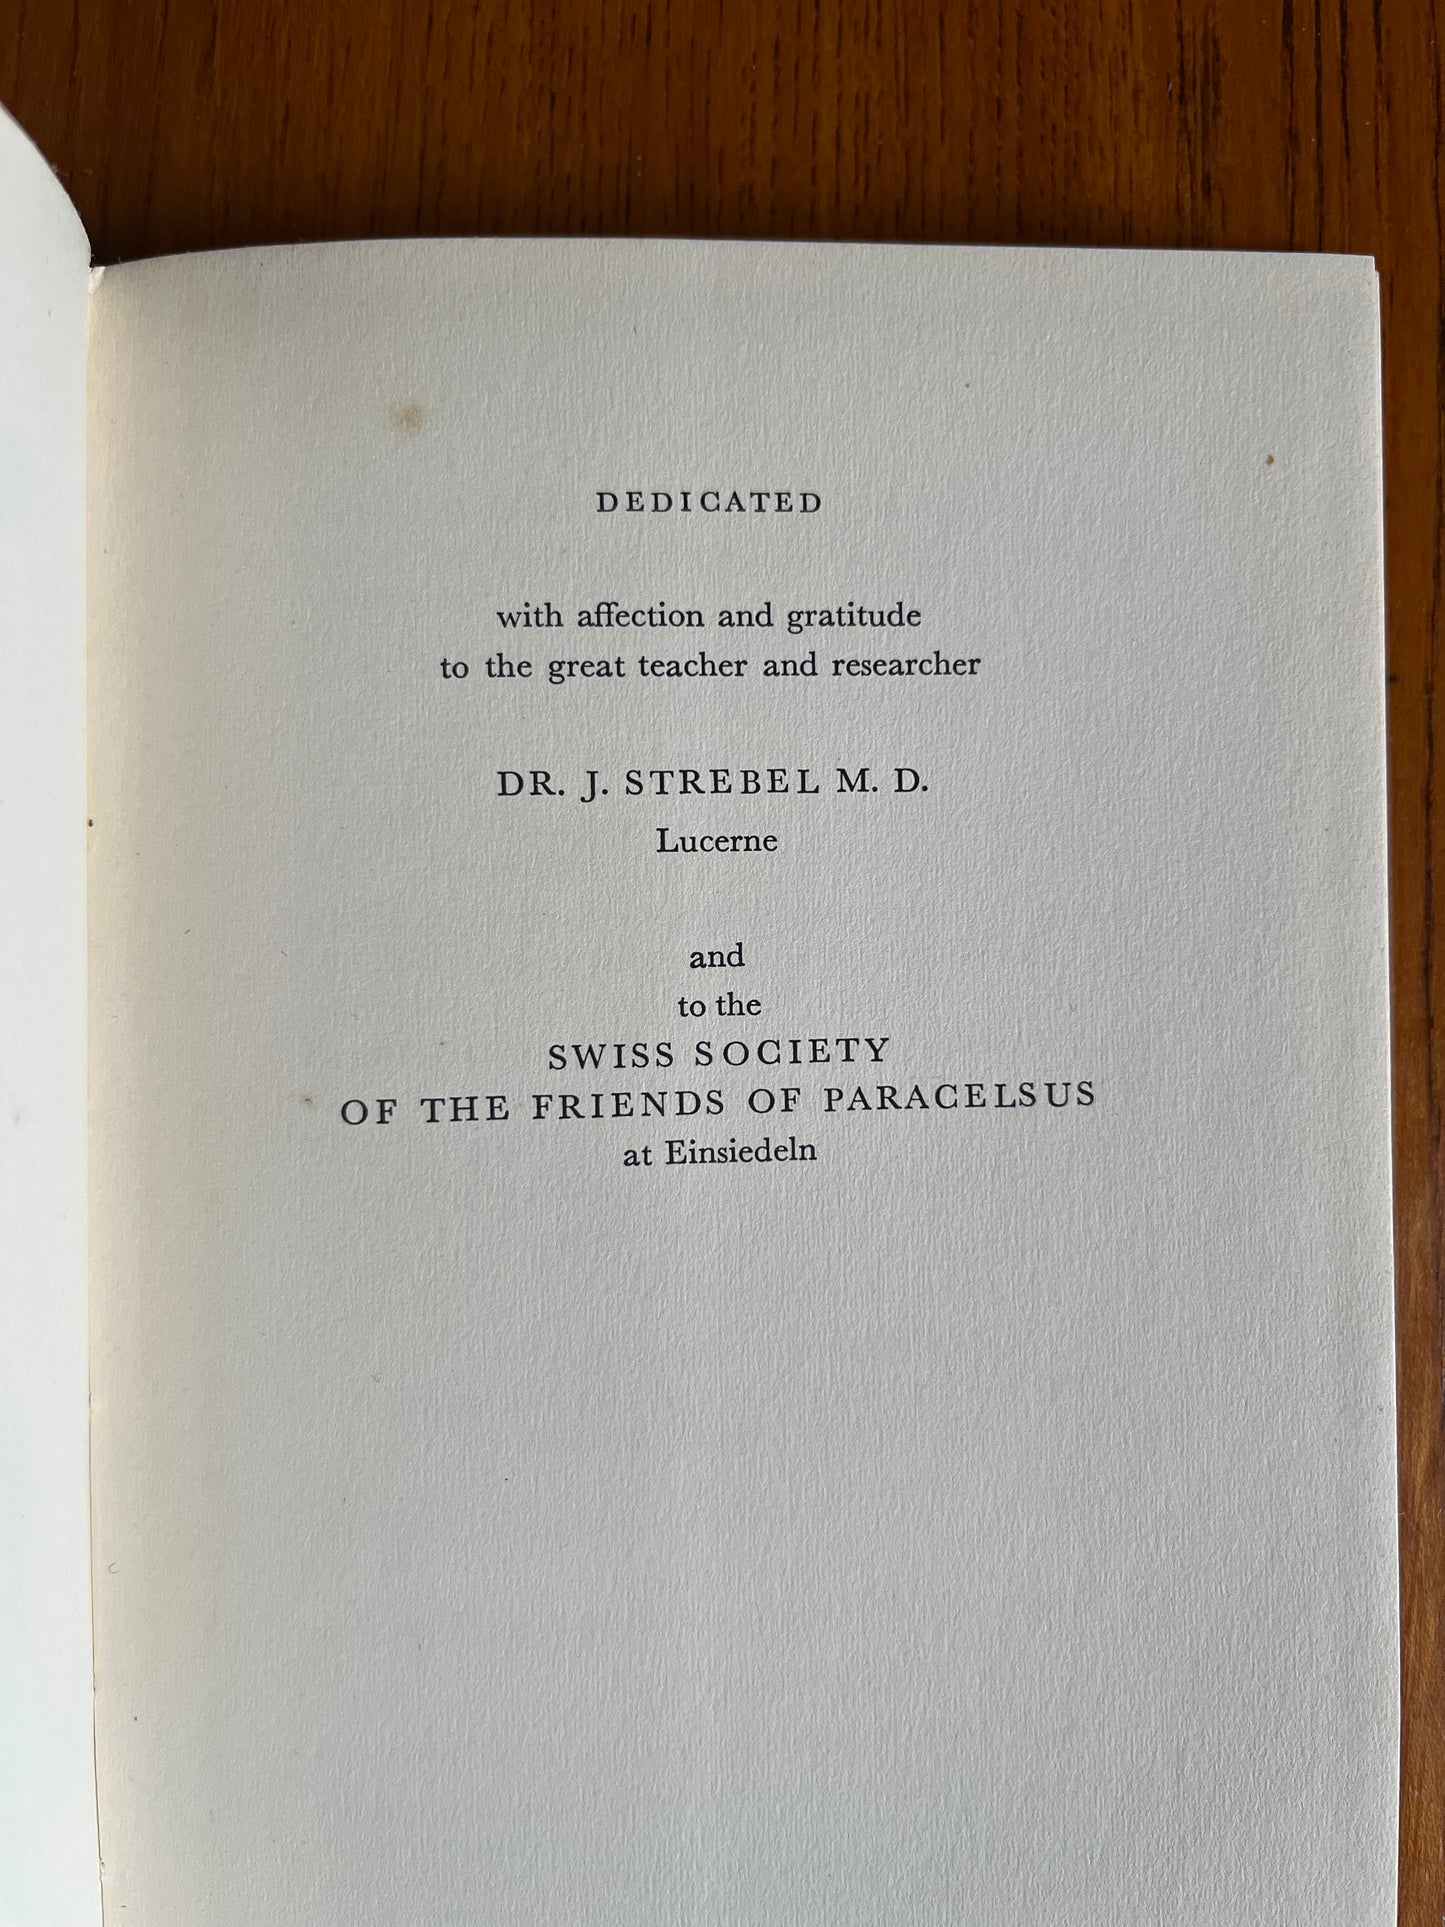 DEDICATED
with affection and gratitude
to the great teacher and researcher
DR. J. STREBEL M. D.
Lucerne
and
to the
SWISS SOCIETY
OF THE FRIENDS OF PARACELSUS
at Einsiedeln